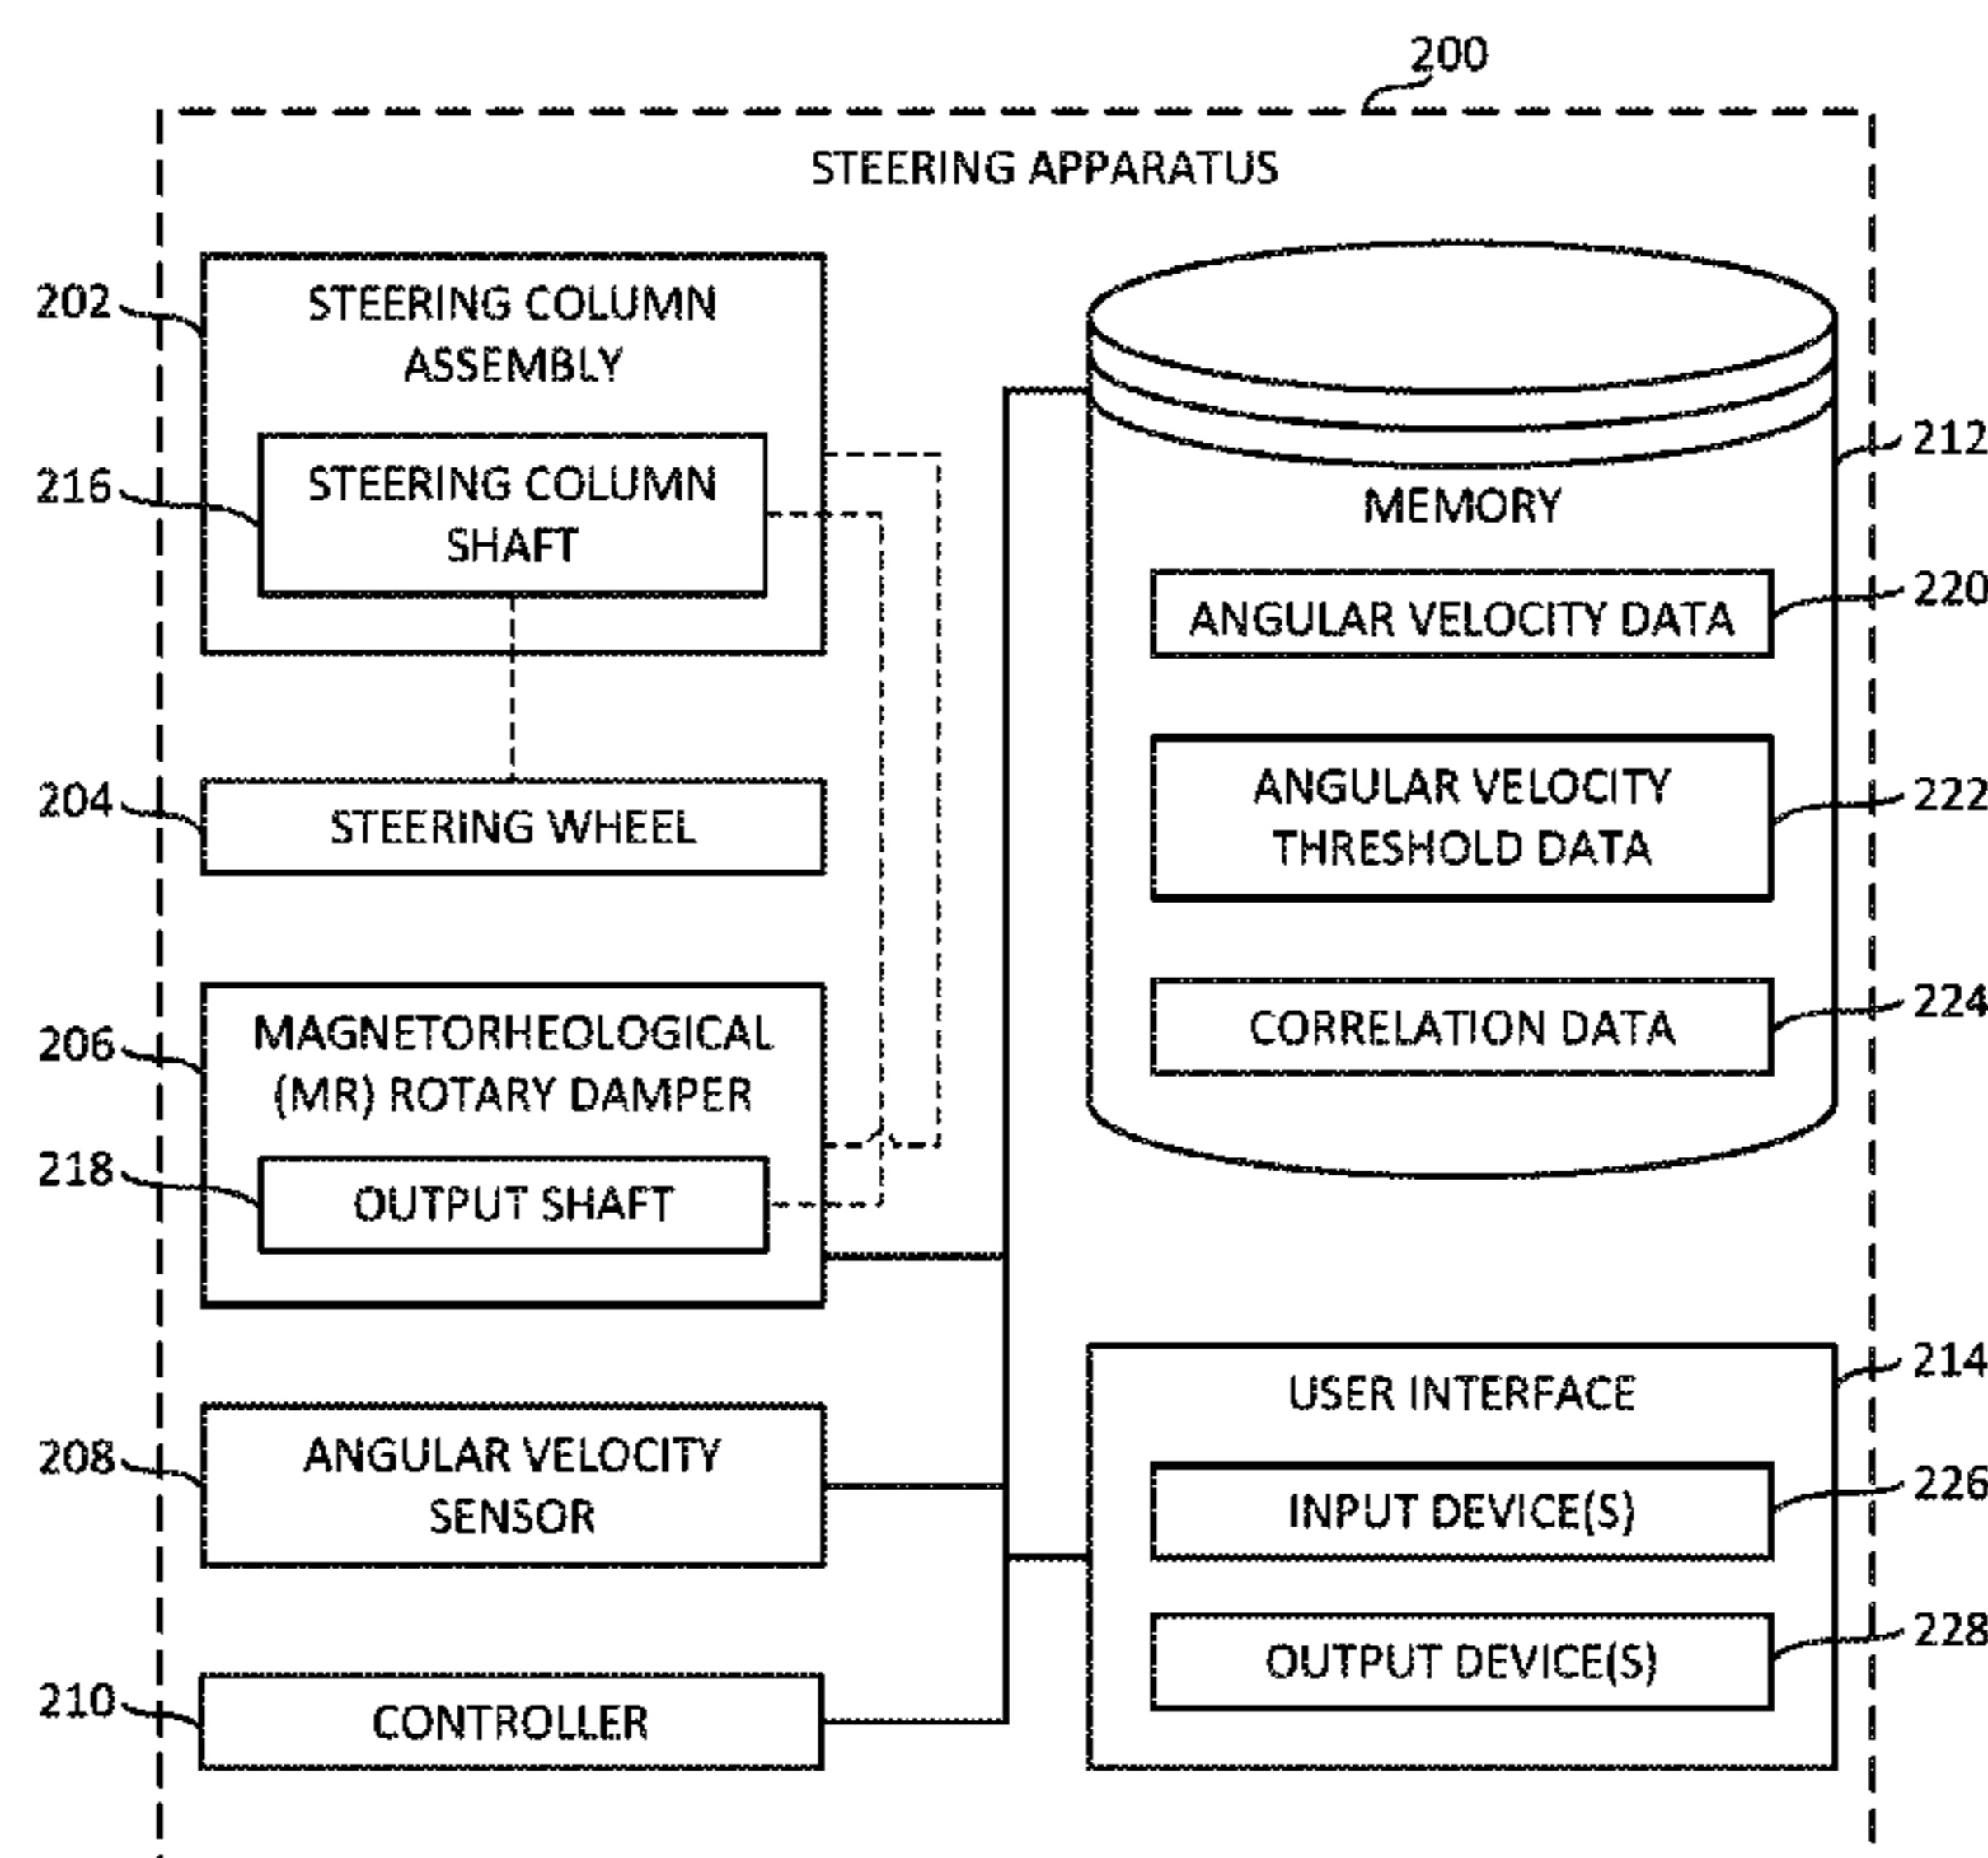 200
STEERING APPARATUS
202
STEERING COLUMN
ASSEMBLY
216
STEERING COLUMN
SHAFT
204
STEERING WHEEL
206
MAGNETORHEOLOGICAL
(MR) ROTARY DAMPER
218
OUTPUT SHAFT
208
ANGULAR VELOCITY
SENSOR
210
CONTROLLER
212
MEMORY
220
ANGULAR VELOCITY DATA
222
ANGULAR VELOCITY
THRESHOLD DATA
224
CORRELATION DATA
214
USER INTERFACE
226
INPUT DEVICE(S)
228
OUTPUT DEVICE(S)